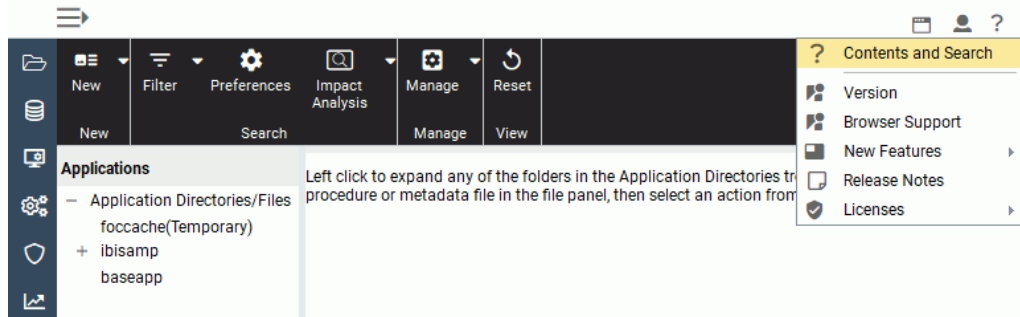 ?
New
Filter
Preferences
Impact
Analysis
Manage
Reset
New
Search
Manage
View
? Contents and Search
Version
Browser Support
New Features
Release Notes
Licenses
Applications
Application Directories/Files
foccache(Temporary)
ibisamp
baseapp
Left click to expand any of the folders in the Application Directories
procedure or metadata file in the file panel, then select an action from